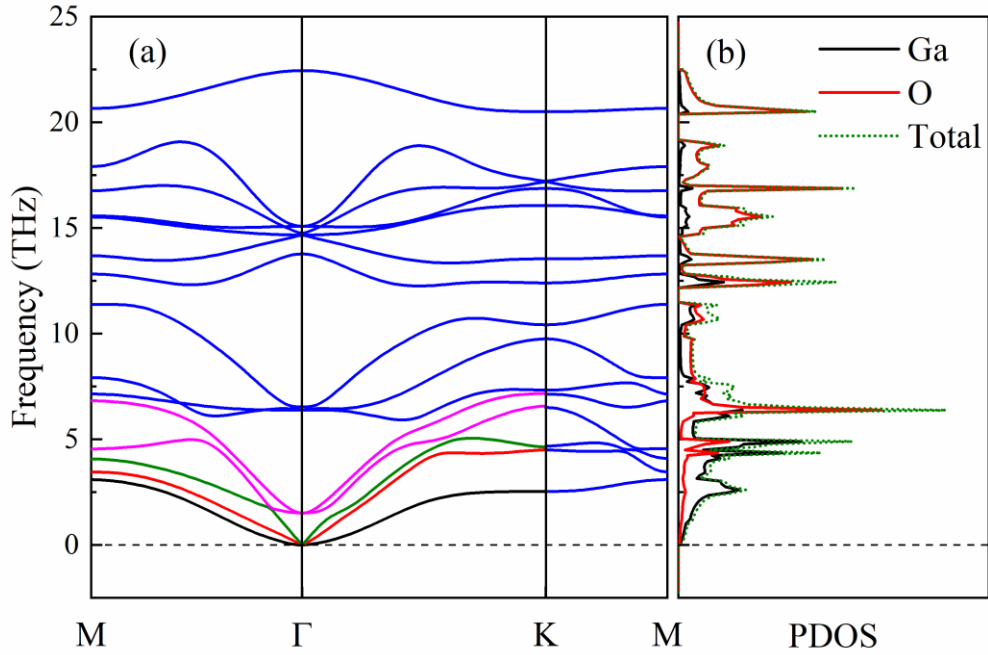 (a)
(b)
Ga
O
Total
25
20
15
10
5
0
Frequency (THz)
M
Γ
K
M
PDOS